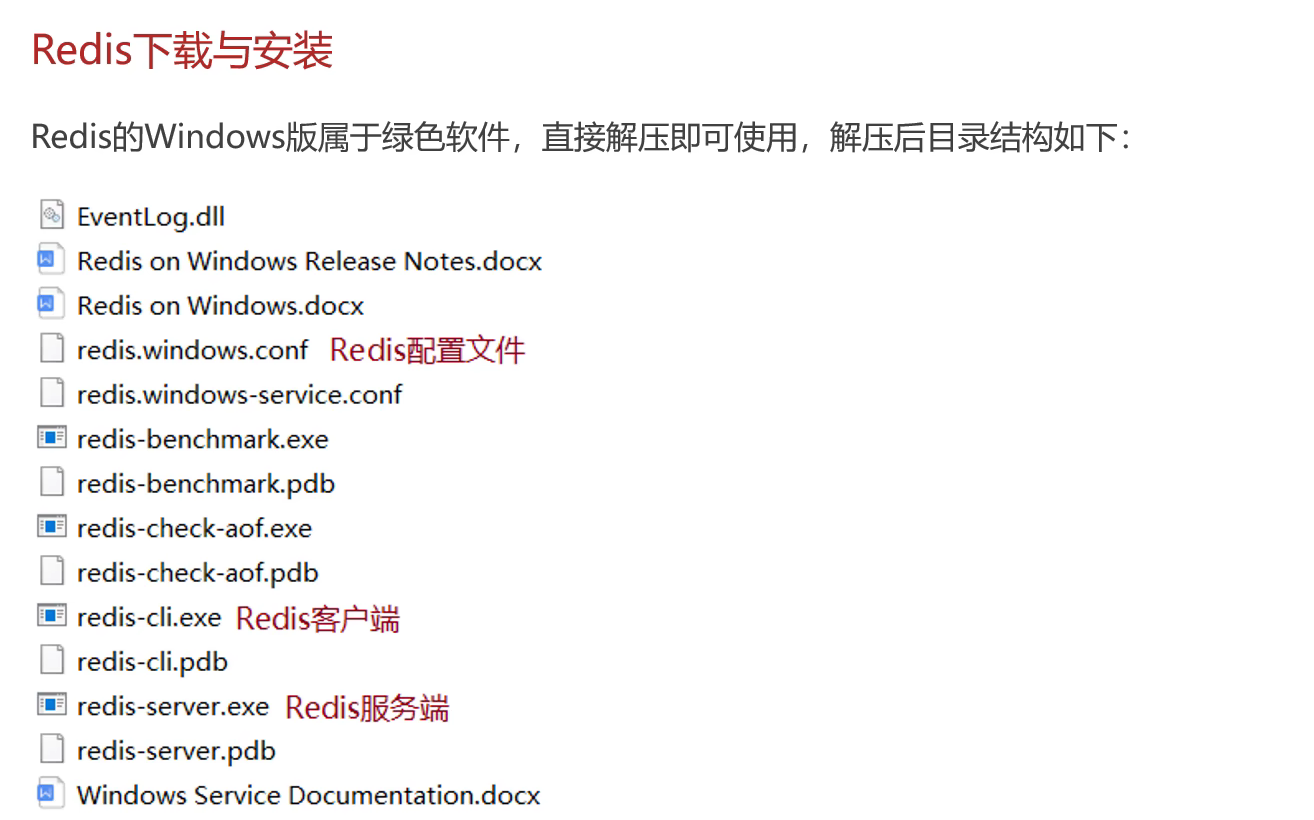 Redis下载与安装
Redis的Windows版属于绿色软件，直接解压即可使用，解压后目录结构如下：
EventLog.dll
Redis on Windows Release Notes.docx
Redis on Windows.docx
redis.windows.conf Redis配置文件
redis.windows-service.conf
redis-benchmark.exe
redis-benchmark.pdb
redis-check-aof.exe
redis-check-aof.pdb
redis-cli.exe Redis客户端
redis-cli.pdb
redis-server.exe Redis服务端
redis-server.pdb
Windows Service Documentation.docx